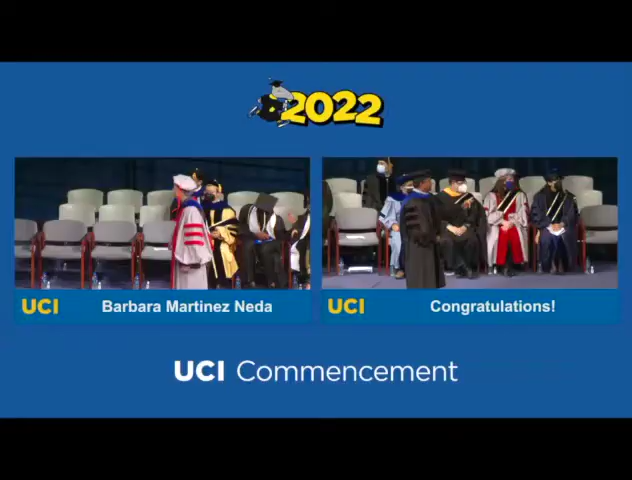 2022
UCI Barbara Martinez Neda
UCI Congratulations!
UCI Commencement